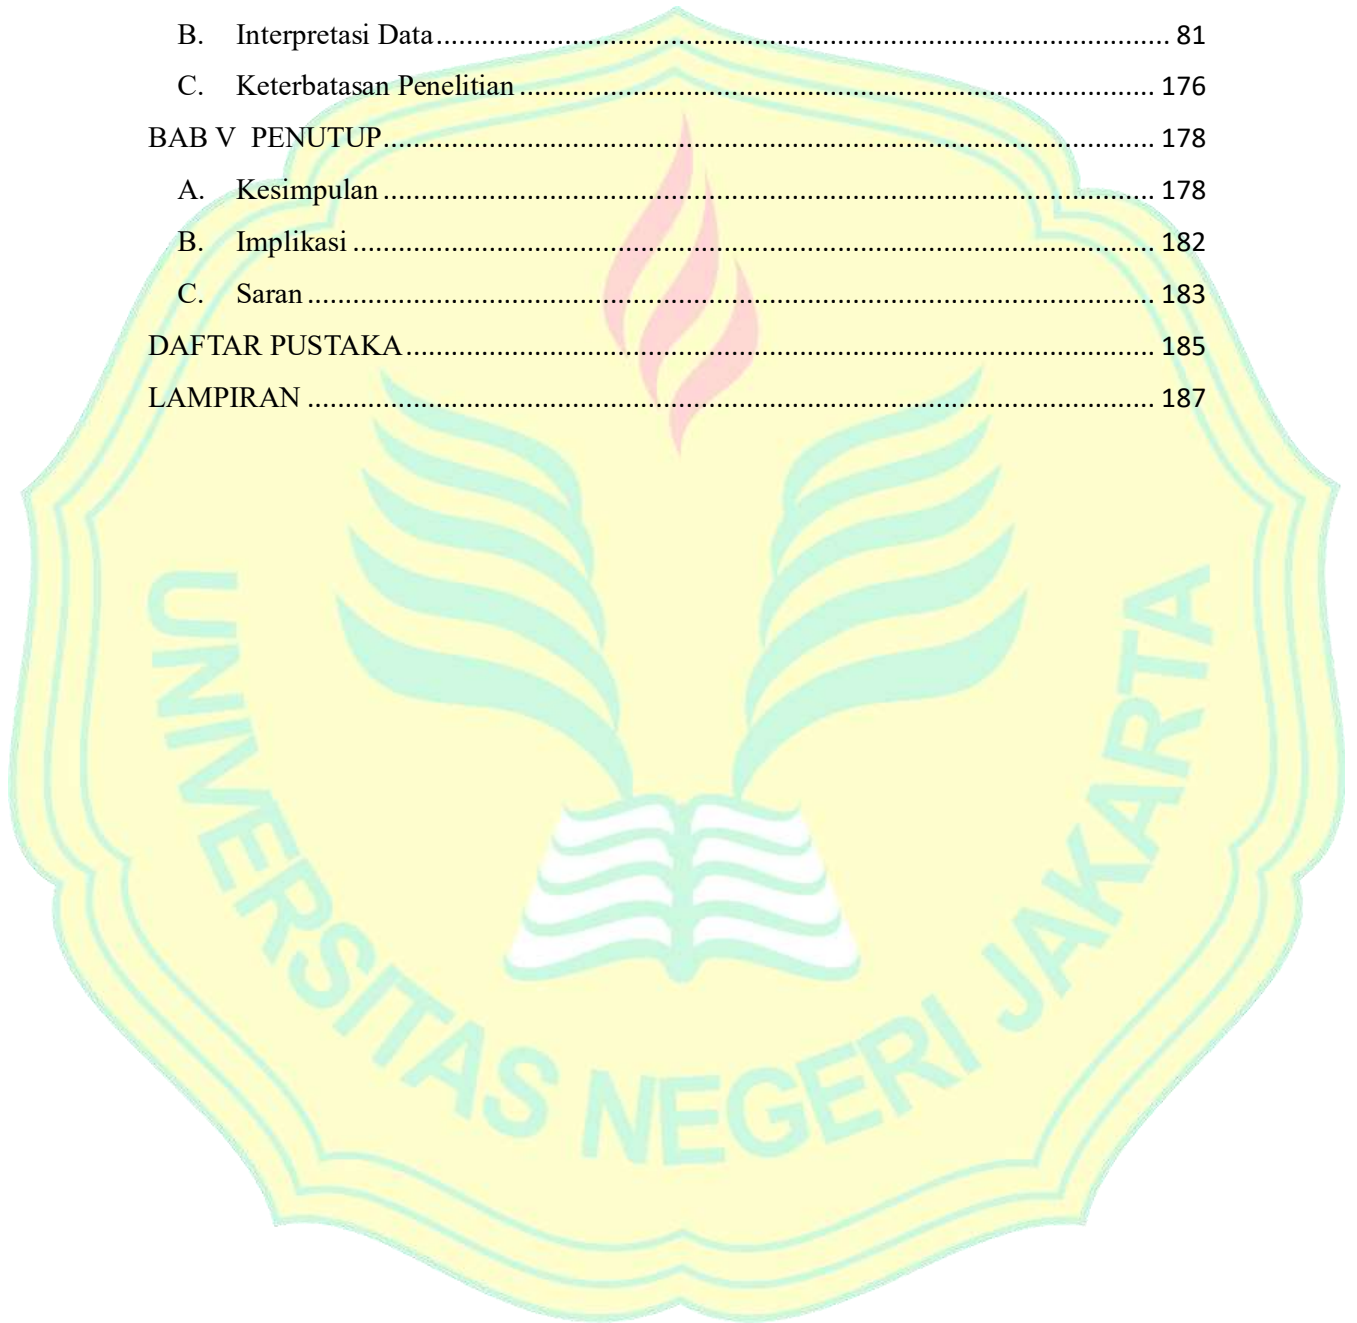 B. Interpretasi Data........................................................................................ 81
C. Keterbatasan Penelitian ............................................................................ 176
BAB V  PENUTUP............................................................................................ 178
A. Kesimpulan ............................................................................................ 178
B. Implikasi ................................................................................................ 182
C. Saran ...................................................................................................... 183
DAFTAR PUSTAKA.......................................................................................... 185
LAMPIRAN ...................................................................................................... 187
UNIVERSITAS NEGERI JAKARTA